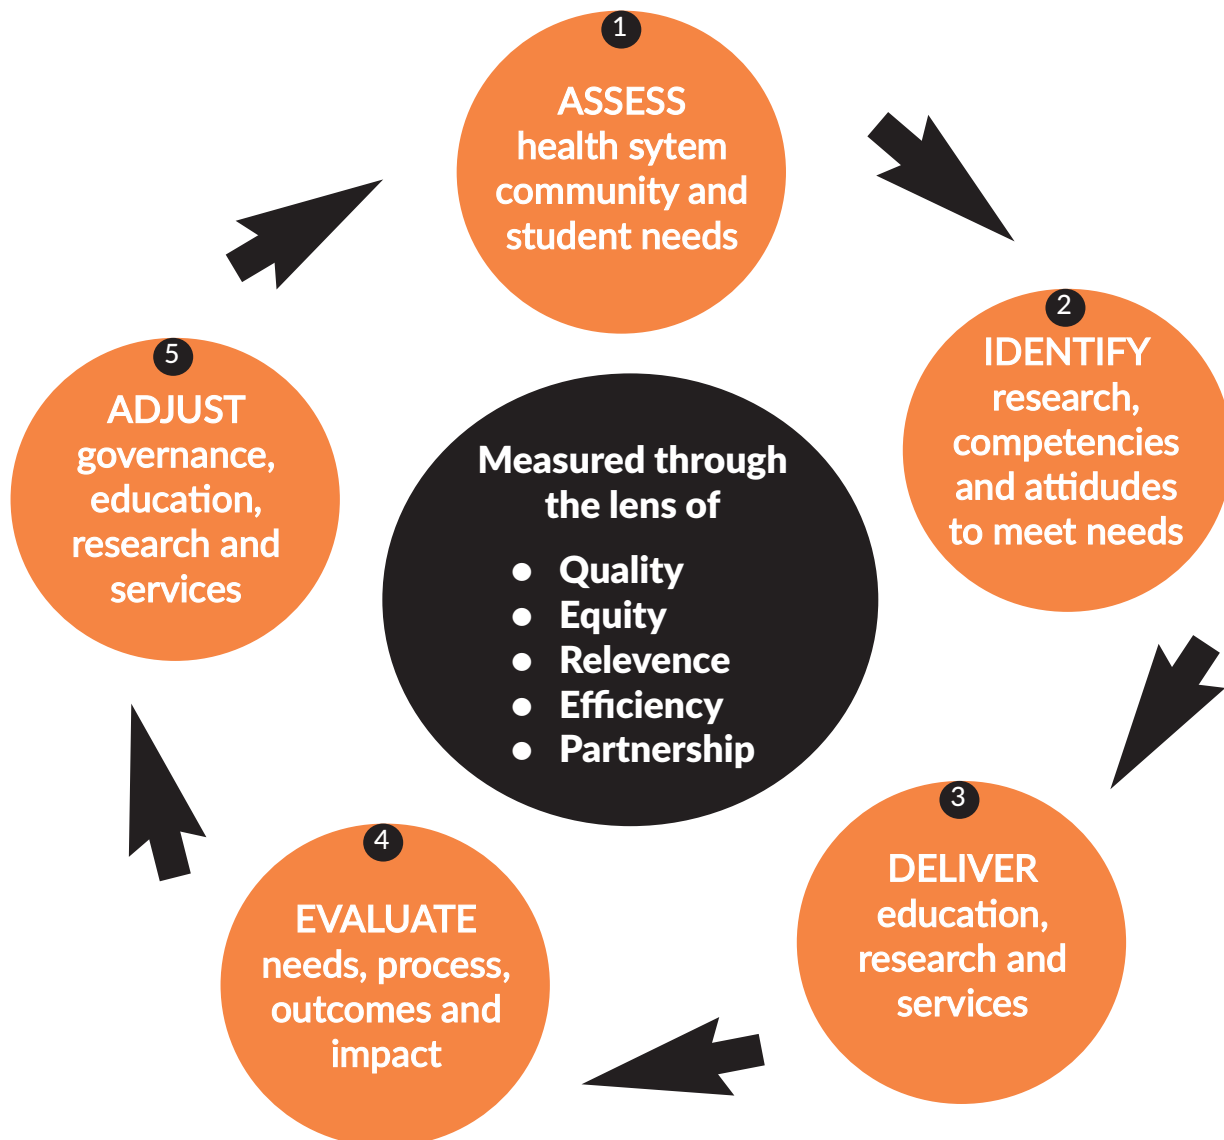 1
ASSESS
health sytem
community and
student needs
2
IDENTIFY
research,
competencies
and attidudes
to meet needs
3
DELIVER
education,
research and
services
4
EVALUATE
needs, process,
outcomes and
impact
5
ADJUST
governance,
education,
research and
services
Measured through
the lens of
● Quality
● Equity
● Relevence
● Efficiency
● Partnership